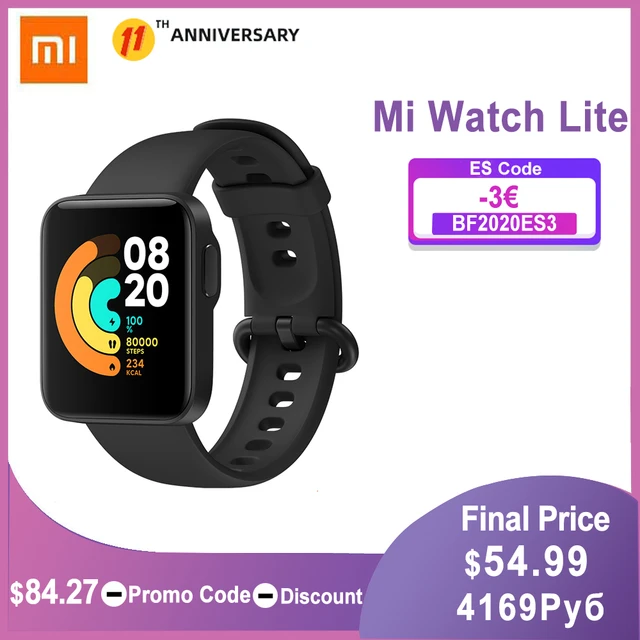 mi
11TH ANNIVERSARY
Mi Watch Lite
ES Code
-3€
BF2020ES3
08
20
100
%
80000
STEPS
234
KCAL
Final Price
$54.99
4169Руб
$84.27-Promo Code-Discount